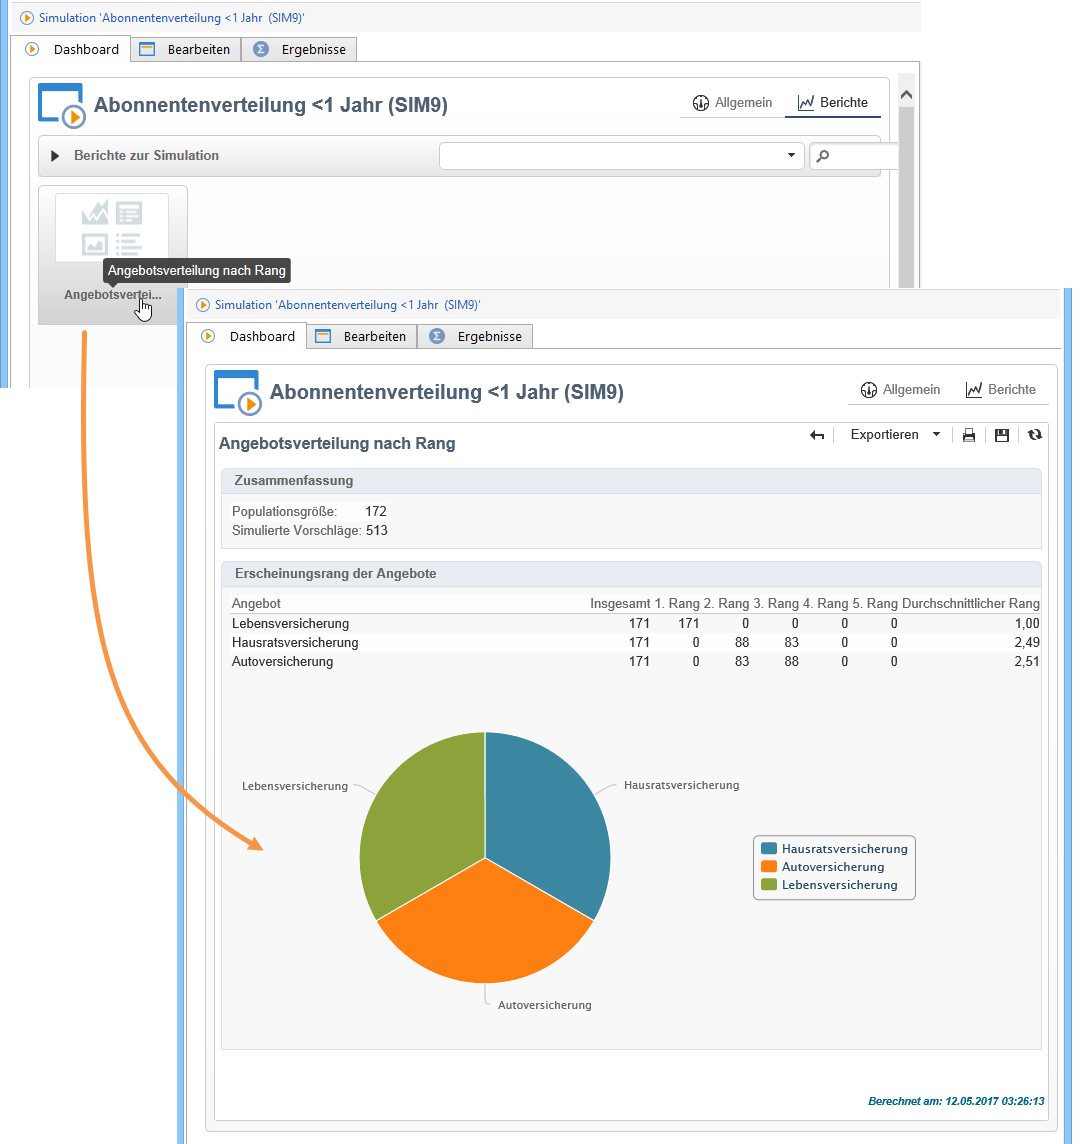 Simulation 'Abonnentenverteilung <1 Jahr (SIM9)'
Dashboard Bearbeiten Ergebnisse
Abonnentenverteilung <1 Jahr (SIM9) Allgemein Berichte
Berichte zur Simulation
Angebotsverteilung nach Rang
Angebotsvertei...
Simulation 'Abonnentenverteilung <1 Jahr (SIM9)'
Dashboard Bearbeiten Ergebnisse
Abonnentenverteilung <1 Jahr (SIM9) Allgemein Berichte
Angebotsverteilung nach Rang Exportieren
Zusammenfassung
Populationsgröße: 172
Simulierte Vorschläge: 513
Erscheinungsrang der Angebote
Angebot Insgesamt 1. Rang 2. Rang 3. Rang 4. Rang 5. Rang Durchschnittlicher Rang
Lebensversicherung 171 171 0 0 0 0 1,00
Hausratsversicherung 171 0 88 83 0 0 2,49
Autoversicherung 171 0 83 88 0 0 2,51
Lebensversicherung Hausratsversicherung
Hausratsversicherung
Autoversicherung
Lebensversicherung
Autoversicherung
Berechnet am: 12.05.2017 03:26:13